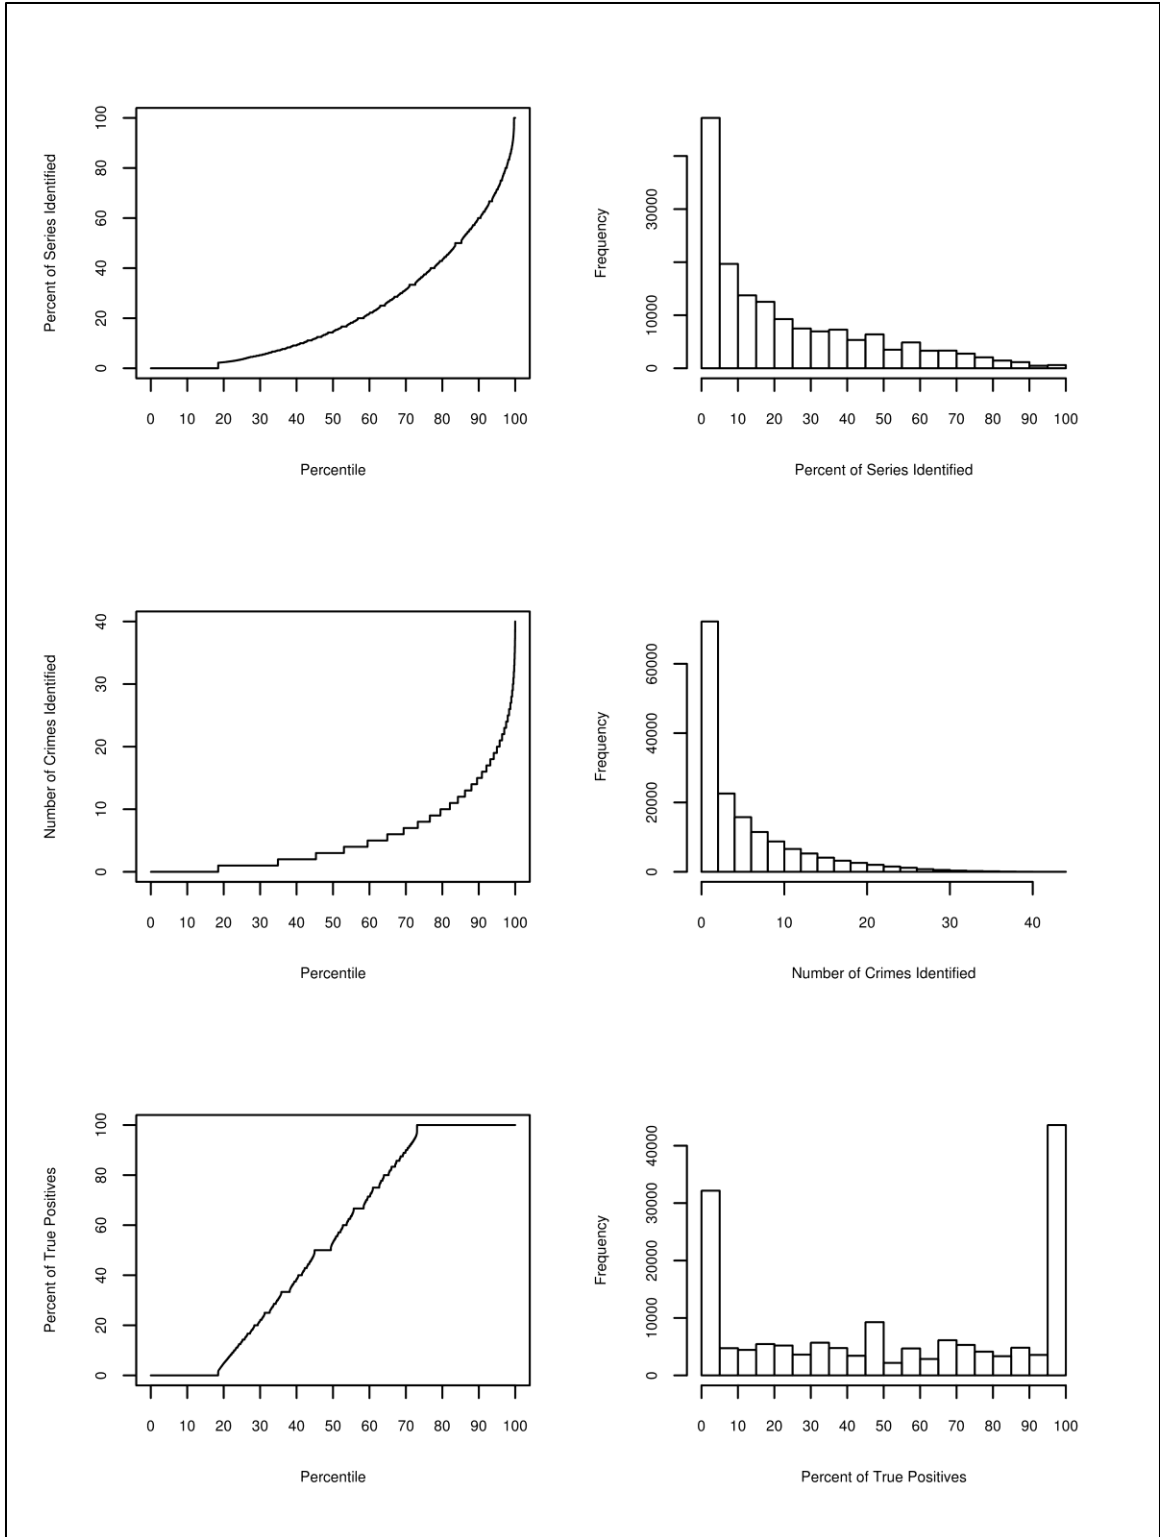 Percent of Series Identified
100
80
60
40
20
0
0 10 20 30 40 50 60 70 80 90 100
Percentile
Frequency
30000
10000
0
0 10 20 30 40 50 60 70 80 90 100
Percent of Series Identified
Number of Crimes Identified
40
30
20
10
0
0 10 20 30 40 50 60 70 80 90 100
Percentile
Frequency
60000
40000
20000
0
0 10 20 30 40
Number of Crimes Identified
Percent of True Positives
100
80
60
40
20
0
0 10 20 30 40 50 60 70 80 90 100
Percentile
Frequency
40000
30000
20000
10000
0
0 10 20 30 40 50 60 70 80 90 100
Percent of True Positives